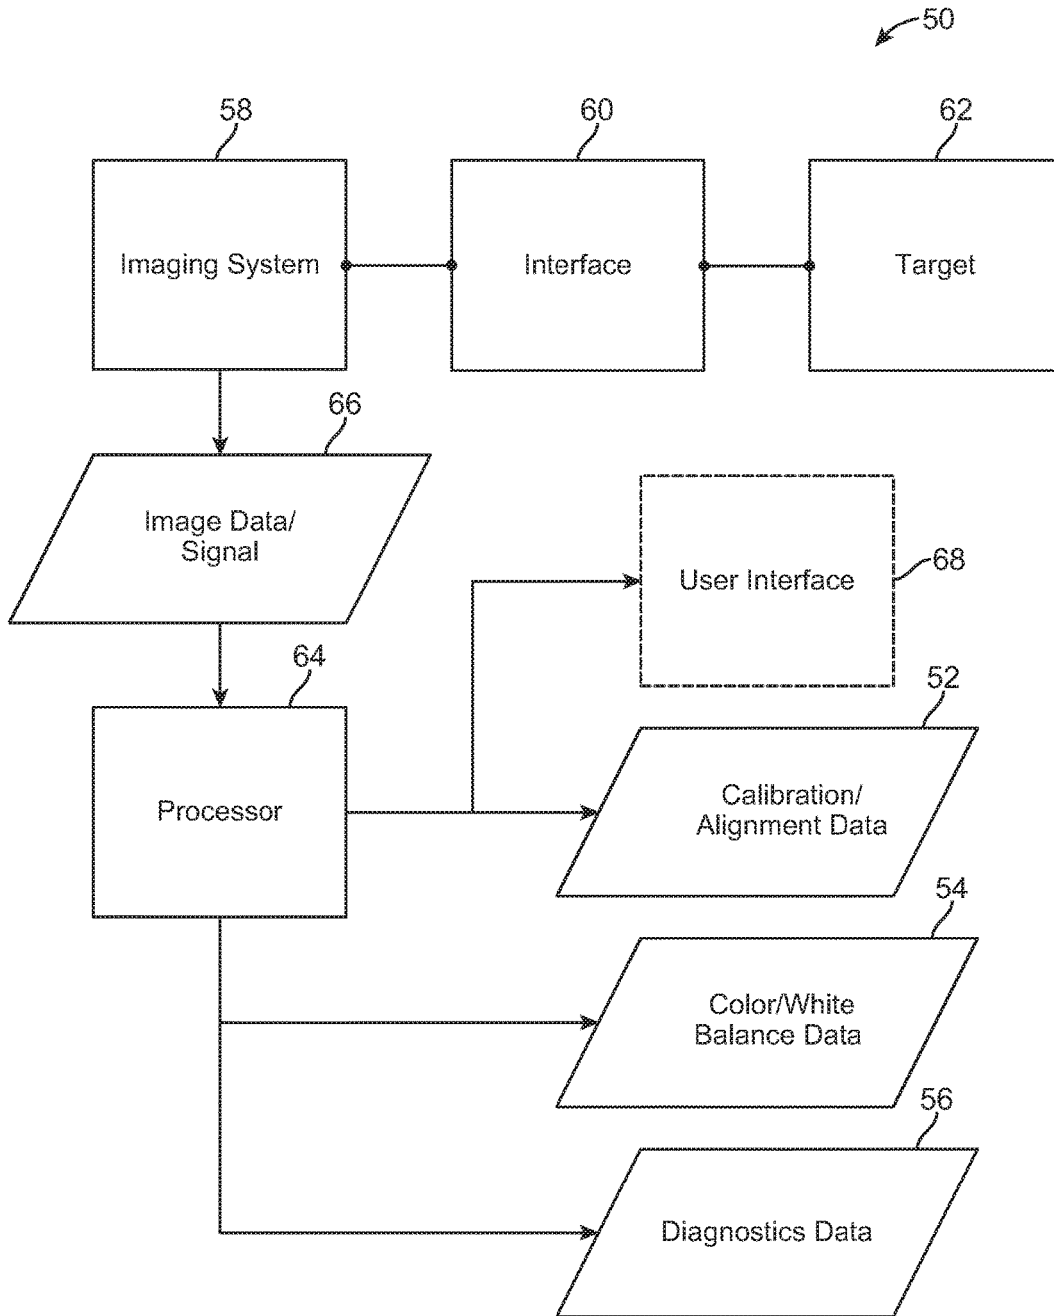 50
58
60
62
Imaging System
Interface
Target
66
Image Data/
Signal
User Interface
68
64
52
Processor
Calibration/
Alignment Data
54
Color/White
Balance Data
56
Diagnostics Data